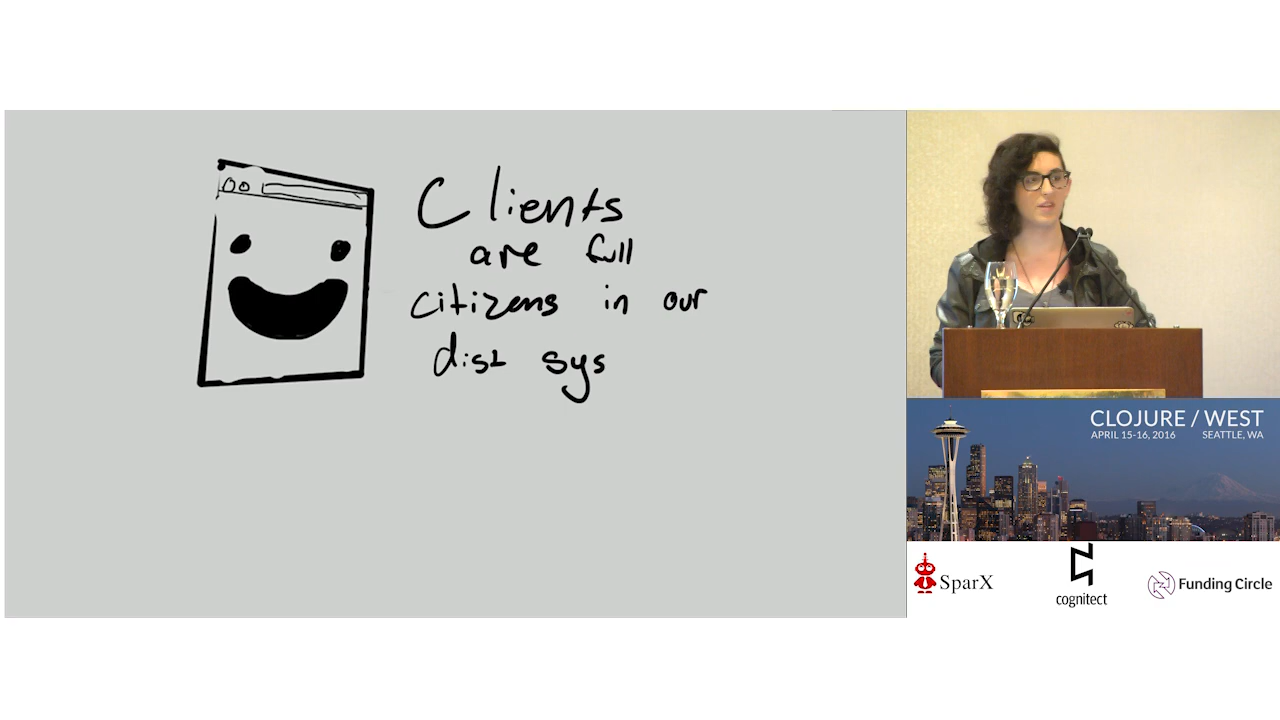 Clients
are full
citizens in our
dist sys
CLOJURE / WEST
APRIL 15-16, 2016 SEATTLE, WA
SparX
cognitect
Funding Circle